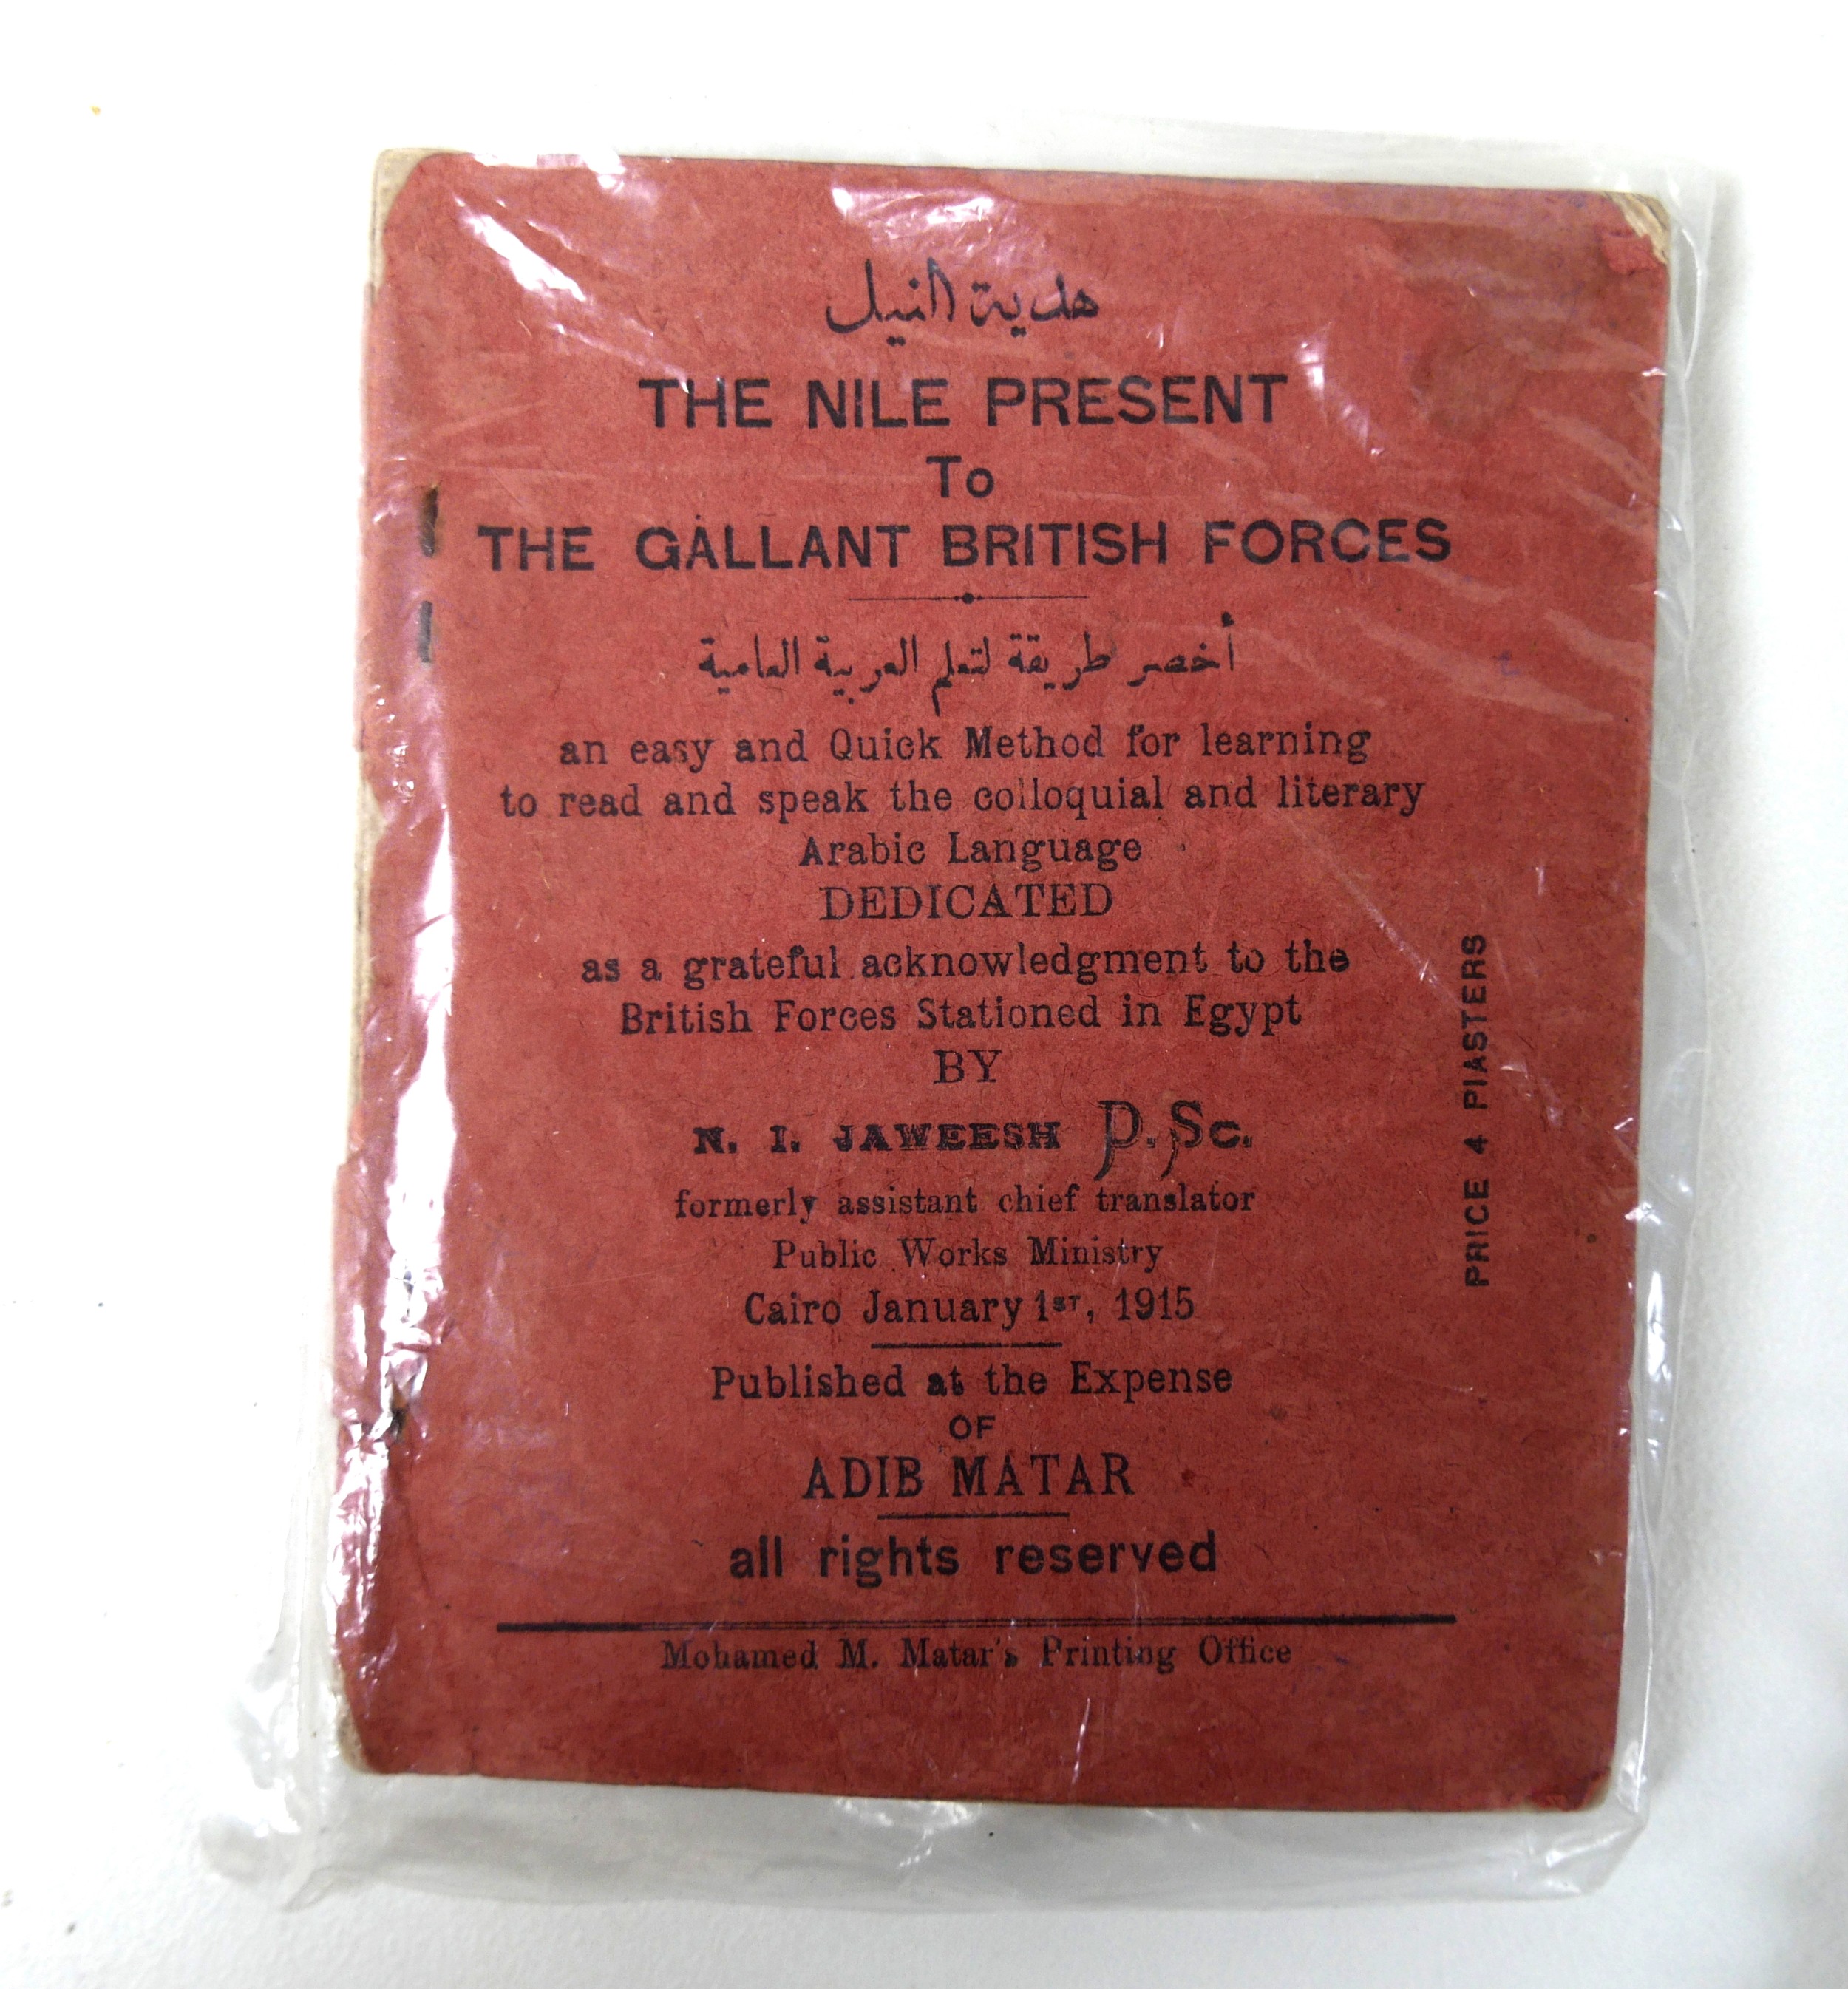 هدية النيل
THE NILE PRESENT
To
THE GALLANT BRITISH FORCES
أخصر طريقة لتعلم العربية العامية
an easy and Quick Method for learning
to read and speak the colloquial and literary
Arabic Language
DEDICATED
as a grateful acknowledgment to the
British Forces Stationed in Egypt
BY
N. I. JAWEESH P.Sc.
formerly assistant chief translator
Public Works Ministry
Cairo January 1ST, 1915
Published at the Expense
OF
ADIB MATAR
all rights reserved
Mohamed M. Matar's Printing Office
PRICE 4 PIASTERS